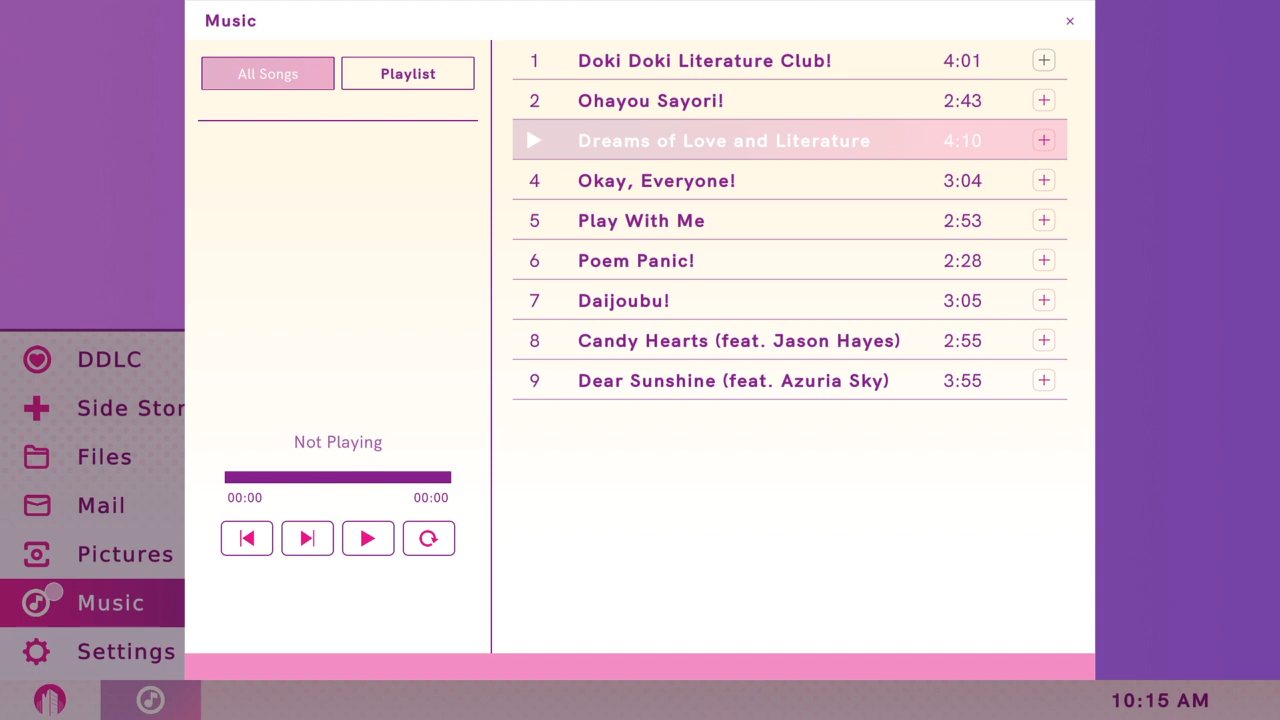 Music ×
All Songs Playlist
1 Doki Doki Literature Club! 4:01
2 Ohayou Sayori! 2:43
Dreams of Love and Literature 4:10
4 Okay, Everyone! 3:04
5 Play With Me 2:53
6 Poem Panic! 2:28
7 Daijoubu! 3:05
8 Candy Hearts (feat. Jason Hayes) 2:55
9 Dear Sunshine (feat. Azuria Sky) 3:55
Not Playing
00:00 00:00
DDLC
Side Stor
Files
Mail
Pictures
Music
Settings
10:15 AM